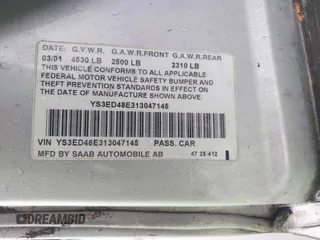 DATE: G.V.W.R. G.A.W.R.FRONT G.A.W.R.REAR
03/01 4530 LB 2500 LB 2310 LB
THIS VEHICLE CONFORMS TO ALL APPLICABLE
FEDERAL MOTOR VEHICLE SAFETY BUMPER AND
THEFT PREVENTION STANDARDS IN EFFECT ON
THE DATE OF MANUFACTURE SHOWN ABOVE.
YS3ED48E313047145
VIN YS3ED48E313047145 PASS. CAR
MFD BY SAAB AUTOMOBILE AB 47 25 412
DREAMBID